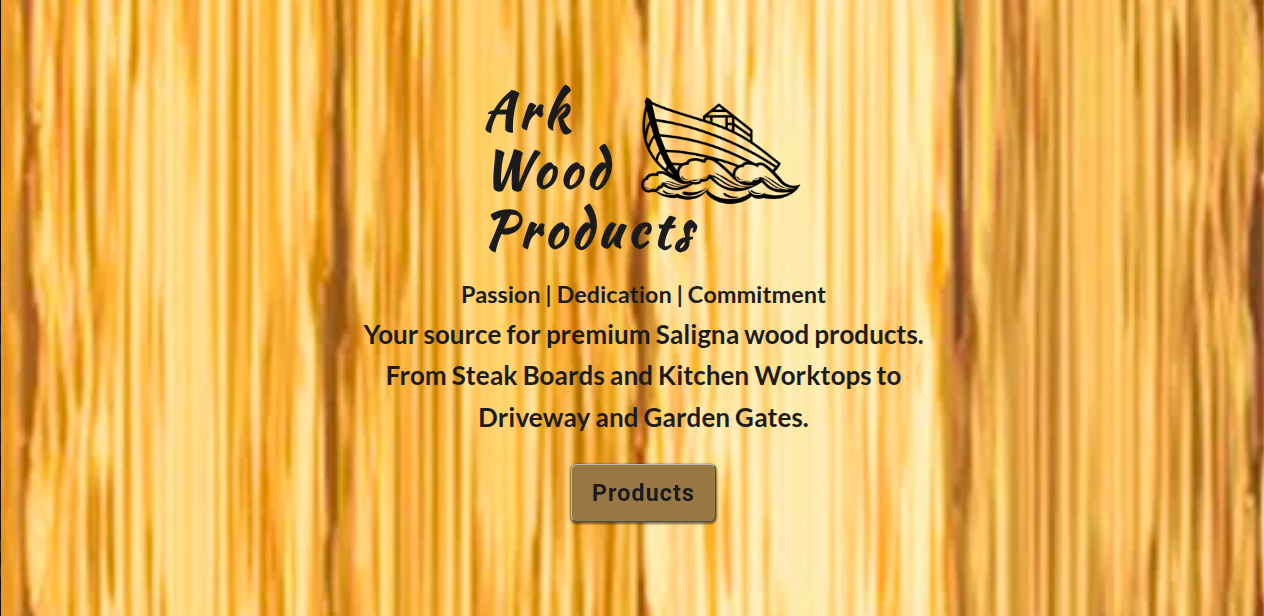 Ark
Wood
Products
Passion | Dedication | Commitment
Your source for premium Saligna wood products.
From Steak Boards and Kitchen Worktops to
Driveway and Garden Gates.
Products